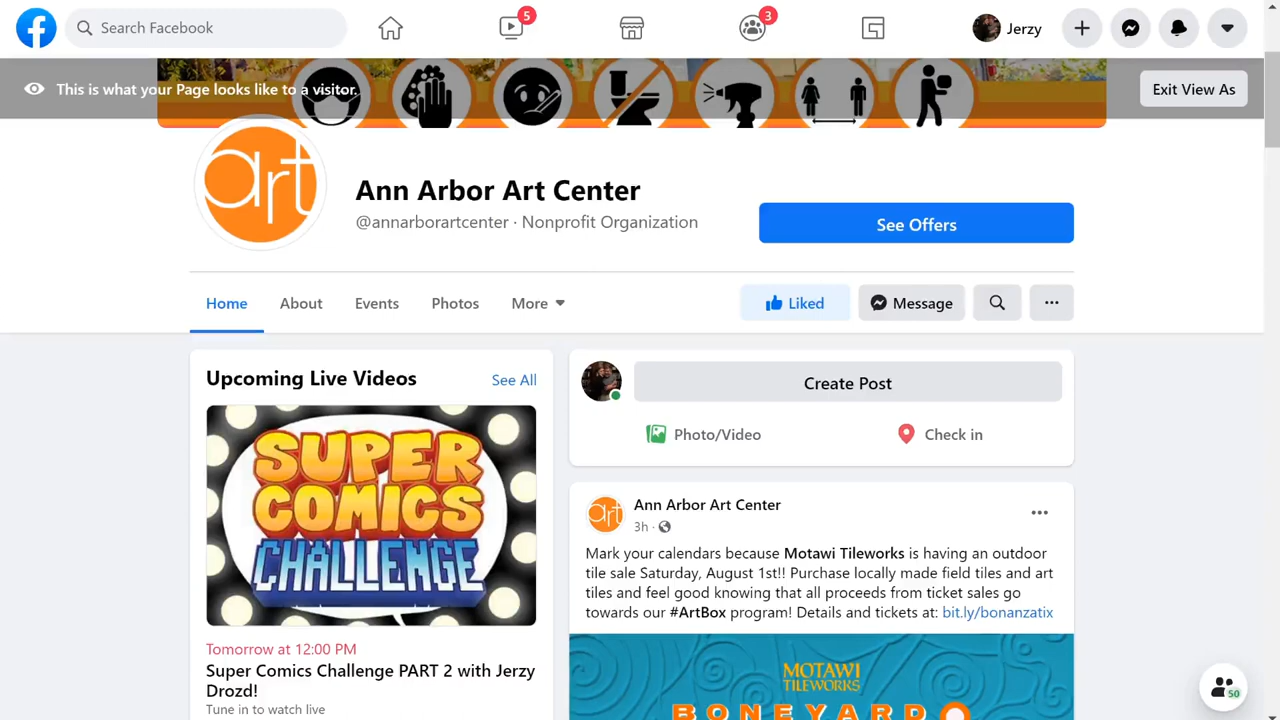 Search Facebook
5
3
Jerzy
This is what your Page looks like to a visitor.
Exit View As
art
Ann Arbor Art Center
@annarborartcenter · Nonprofit Organization
See Offers
Home
About
Events
Photos
More
Liked
Message
Upcoming Live Videos
See All
SUPER
COMICS
CHALLENGE
Tomorrow at 12:00 PM
Super Comics Challenge PART 2 with Jerzy
Drozd!
Tune in to watch live
Create Post
Photo/Video
Check in
art
Ann Arbor Art Center
3h ·
Mark your calendars because Motawi Tileworks is having an outdoor
tile sale Saturday, August 1st!! Purchase locally made field tiles and art
tiles and feel good knowing that all proceeds from ticket sales go
towards our #ArtBox program! Details and tickets at: bit.ly/bonanzatix
MOTAWI
TILEWORKS
BONEYARD
50